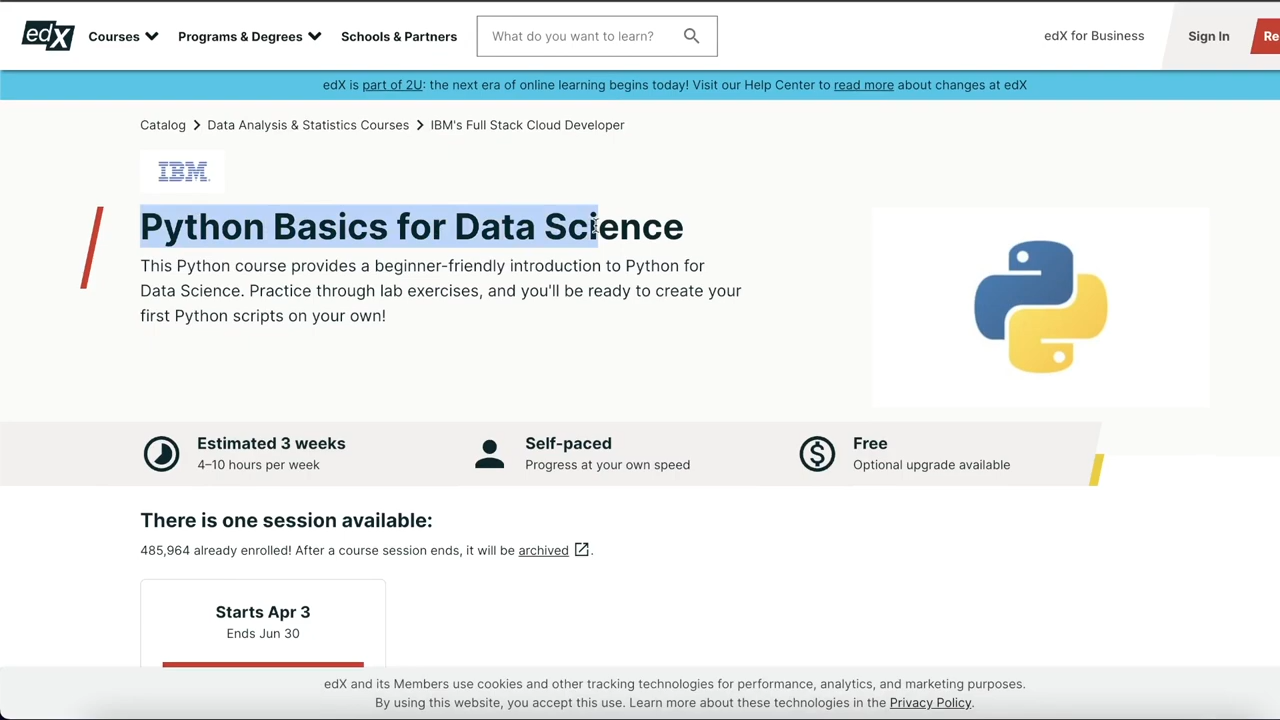 edX Courses Programs & Degrees Schools & Partners What do you want to learn? edX for Business Sign In Re
edX is part of 2U: the next era of online learning begins today! Visit our Help Center to read more about changes at edX
Catalog Data Analysis & Statistics Courses IBM's Full Stack Cloud Developer
IBM
Python Basics for Data Science
This Python course provides a beginner-friendly introduction to Python for
Data Science. Practice through lab exercises, and you'll be ready to create your
first Python scripts on your own!
Estimated 3 weeks Self-paced Free
4–10 hours per week Progress at your own speed Optional upgrade available
There is one session available:
485,964 already enrolled! After a course session ends, it will be archived.
Starts Apr 3
Ends Jun 30
edX and its Members use cookies and other tracking technologies for performance, analytics, and marketing purposes.
By using this website, you accept this use. Learn more about these technologies in the Privacy Policy.